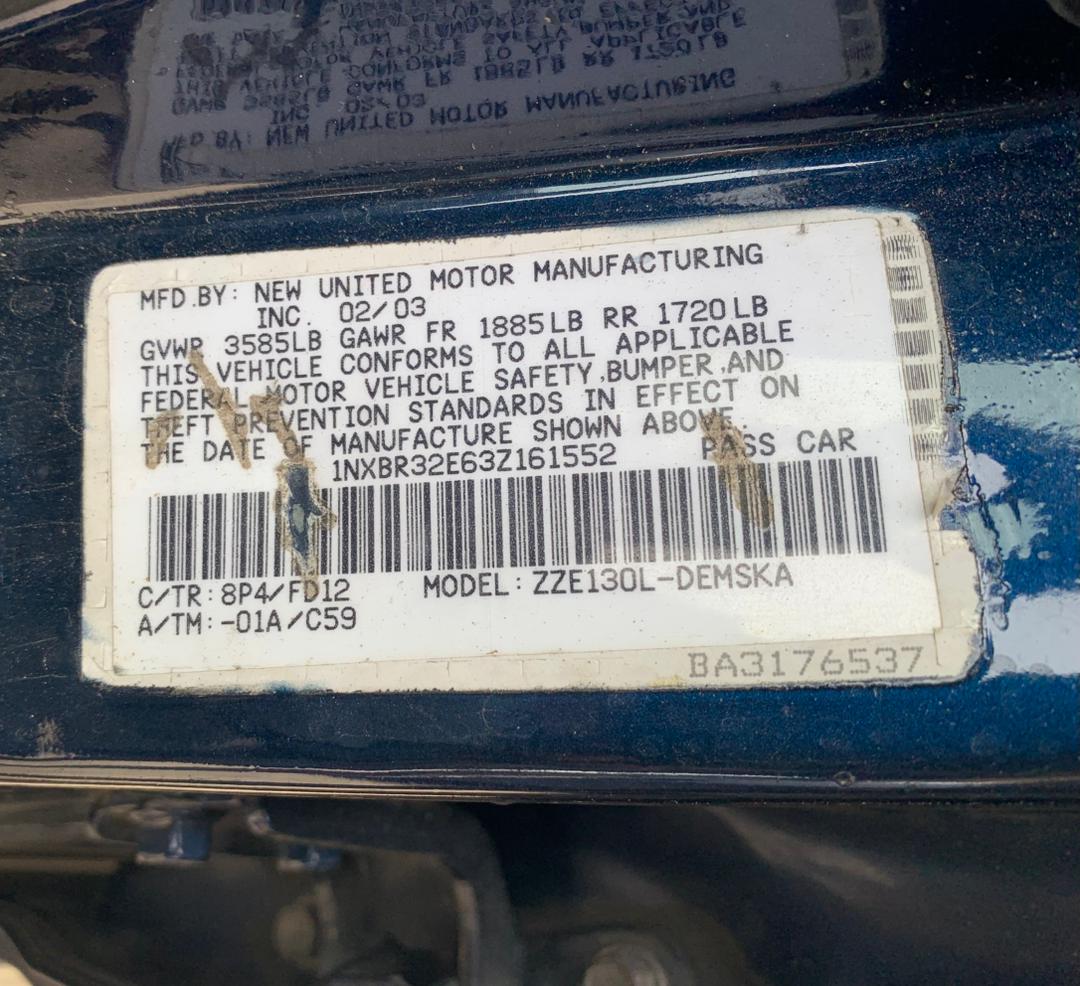 MFD.BY: NEW UNITED MOTOR MANUFACTURING
INC. 02/03
GVWR 3585LB GAWR FR 1885LB RR 1720LB
THIS VEHICLE CONFORMS TO ALL APPLICABLE
FEDERAL MOTOR VEHICLE SAFETY,BUMPER,AND
THEFT PREVENTION STANDARDS IN EFFECT ON
THE DATE OF MANUFACTURE SHOWN ABOVE.
1NXBR32E63Z161552 PASS CAR
C/TR:8P4/FD12 MODEL:ZZE130L-DEMSKA
A/TM:-01A/C59
BA3176537